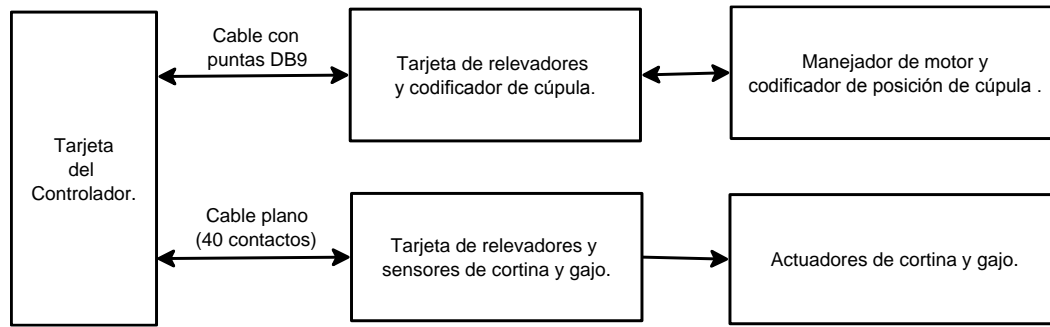 Tarjeta
del
Controlador.
Cable con
puntas DB9
Tarjeta de relevadores
y codificador de cúpula.
Manejador de motor y
codificador de posición de cúpula .
Cable plano
(40 contactos)
Tarjeta de relevadores y
sensores de cortina y gajo.
Actuadores de cortina y gajo.